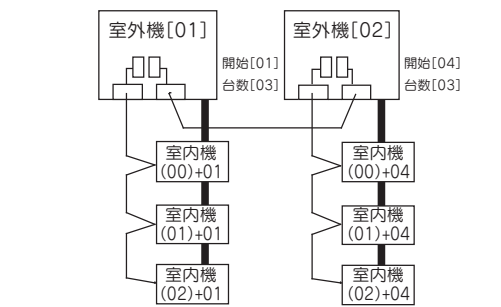 室外機[01]
開始[01]
台数[03]
室内機
(00)+01
室内機
(01)+01
室内機
(02)+01
室外機[02]
開始[04]
台数[03]
室内機
(00)+04
室内機
(01)+04
室内機
(02)+04